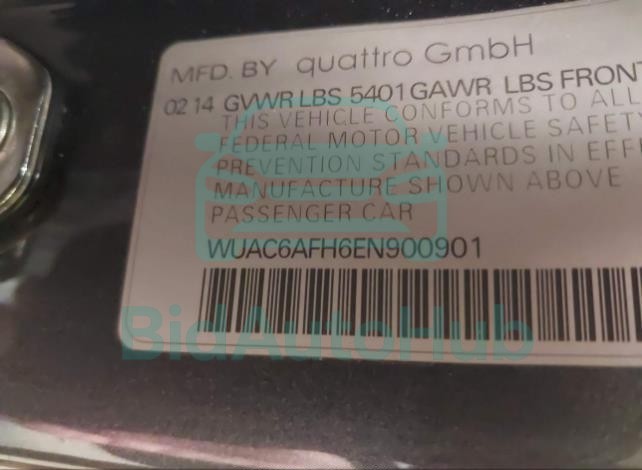 MFD. BY quattro GmbH
02 14 GVWR LBS 5401 GAWR LBS FRONT
THIS VEHICLE CONFORMS TO ALL
FEDERAL MOTOR VEHICLE SAFETY
PREVENTION STANDARDS IN EFF
MANUFACTURE SHOWN ABOVE
PASSENGER CAR
WUAC6AFH6EN900901
BidAutoHub